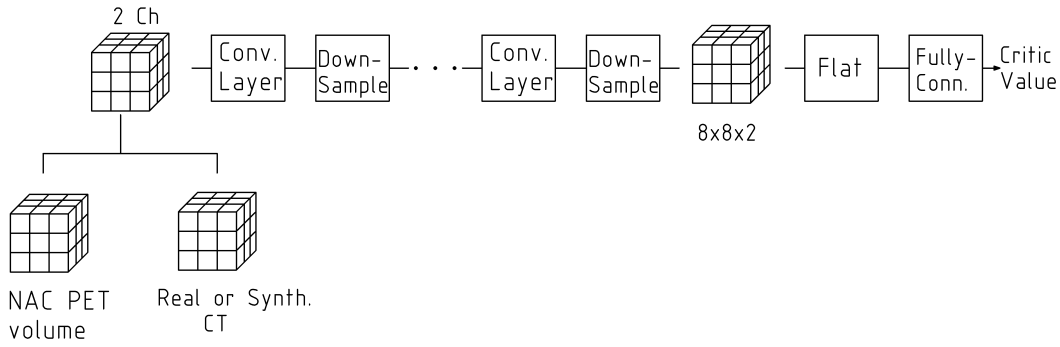 2 Ch
Conv.
Layer
Down-
Sample
Conv.
Layer
Down-
Sample
8x8x2
Flat
Fully-
Conn.
Critic
Value
NAC PET
volume
Real or Synth.
CT